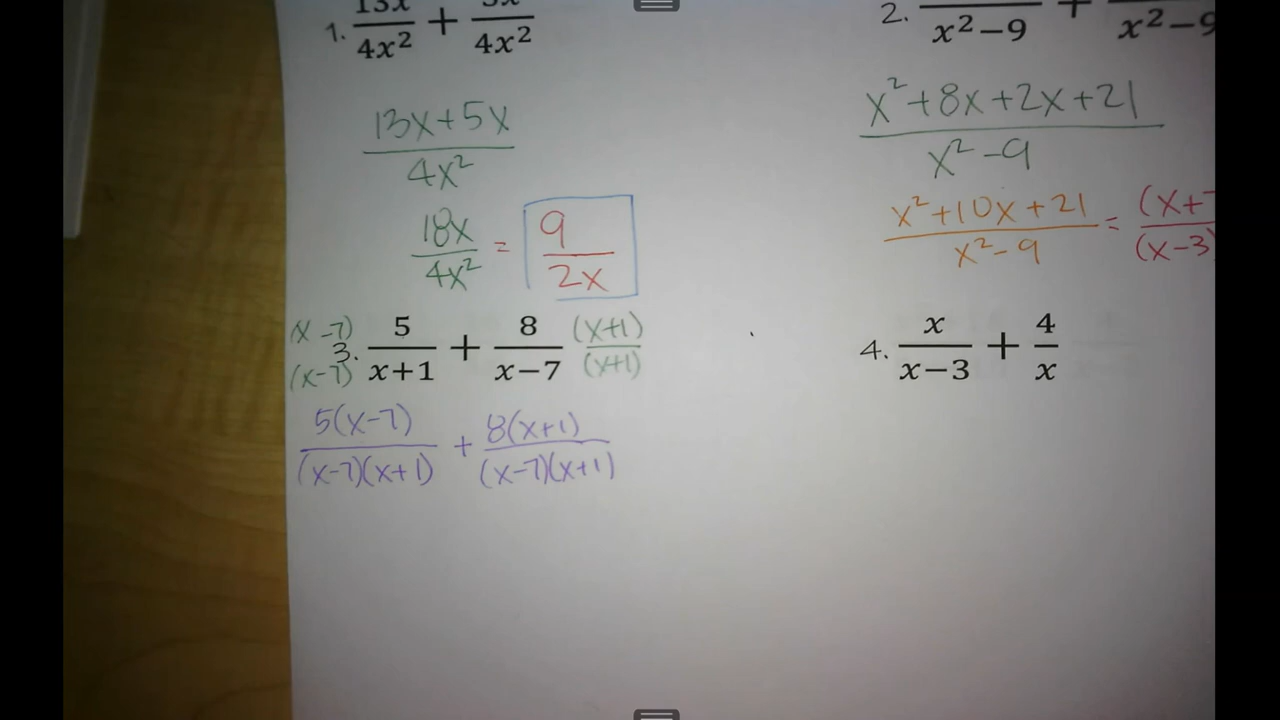 1. 13x/4x² + 5x/4x²
2. /x²−9 + /x²−9
13x+5x/4x²
x²+8x+2x+21/x²-9
18x/4x² = 9/2x
x²+10x+21/x²-9 = (x+7/(x-3)
3. (x-7)/(x-7) 5/x+1 + 8/x−7 (x+1)/(x+1)
4. x/x−3 + 4/x
5(x-7)/(x-7)(x+1) + 8(x+1)/(x-7)(x+1)